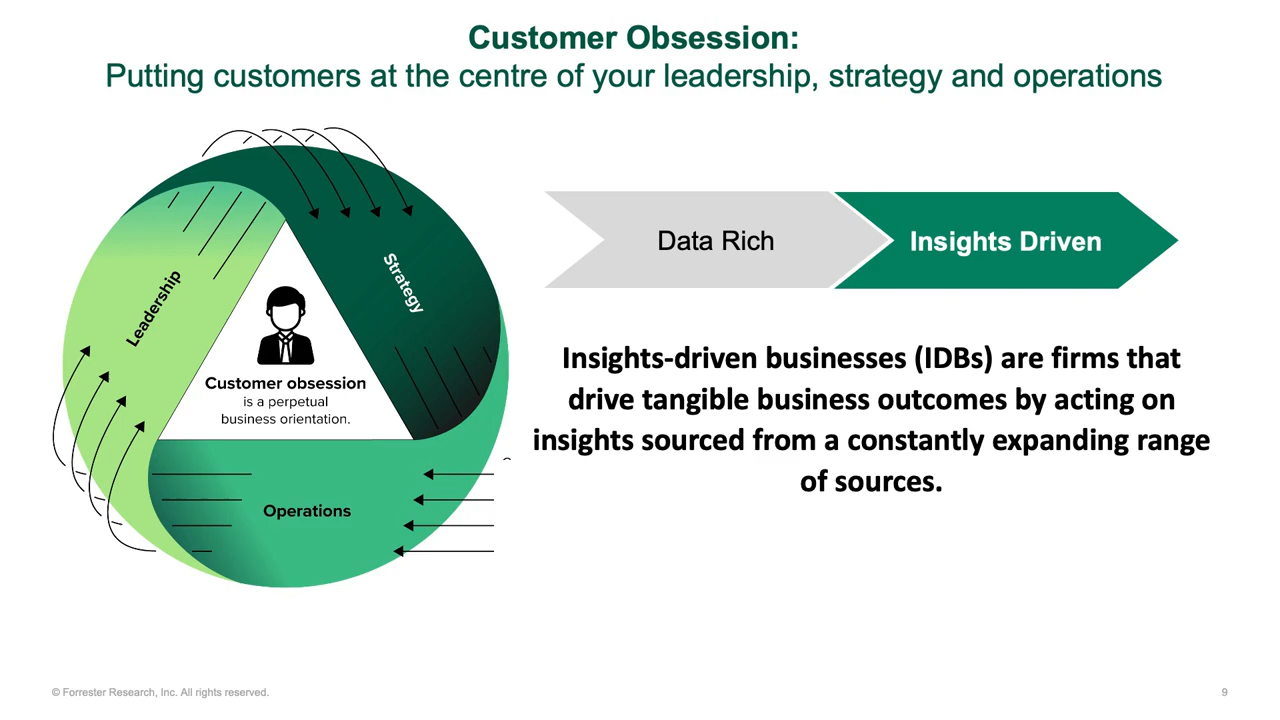 Customer Obsession:
Putting customers at the centre of your leadership, strategy and operations
Leadership
Strategy
Customer obsession
is a perpetual
business orientation.
Operations
Data Rich
Insights Driven
Insights-driven businesses (IDBs) are firms that
drive tangible business outcomes by acting on
insights sourced from a constantly expanding range
of sources.
© Forrester Research, Inc. All rights reserved.
9